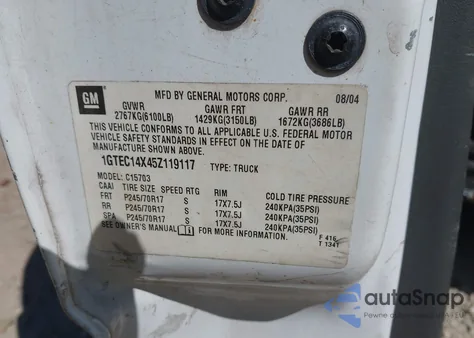 GM
MFD BY GENERAL MOTORS CORP. 08/04
GVWR GAWR FRT GAWR RR
2767KG(6100LB) 1429KG(3150LB) 1672KG(3686LB)
THIS VEHICLE CONFORMS TO ALL APPLICABLE U.S. FEDERAL MOTOR
VEHICLE SAFETY STANDARDS IN EFFECT ON THE DATE OF
MANUFACTURE SHOWN ABOVE.
1GTEC14X45Z119117 TYPE: TRUCK
MODEL: C15703
CAAI TIRE SIZE SPEED RTG RIM COLD TIRE PRESSURE
FRT P245/70R17 S 17X7.5J 240KPA(35PSI)
RR P245/70R17 S 17X7.5J 240KPA(35PSI)
SPA P245/70R17 S 17X7.5J 240KPA(35PSI)
SEE OWNER'S MANUAL FOR MORE INFORMATION.
F 416
T 1341
autoSnap
Pewne auto